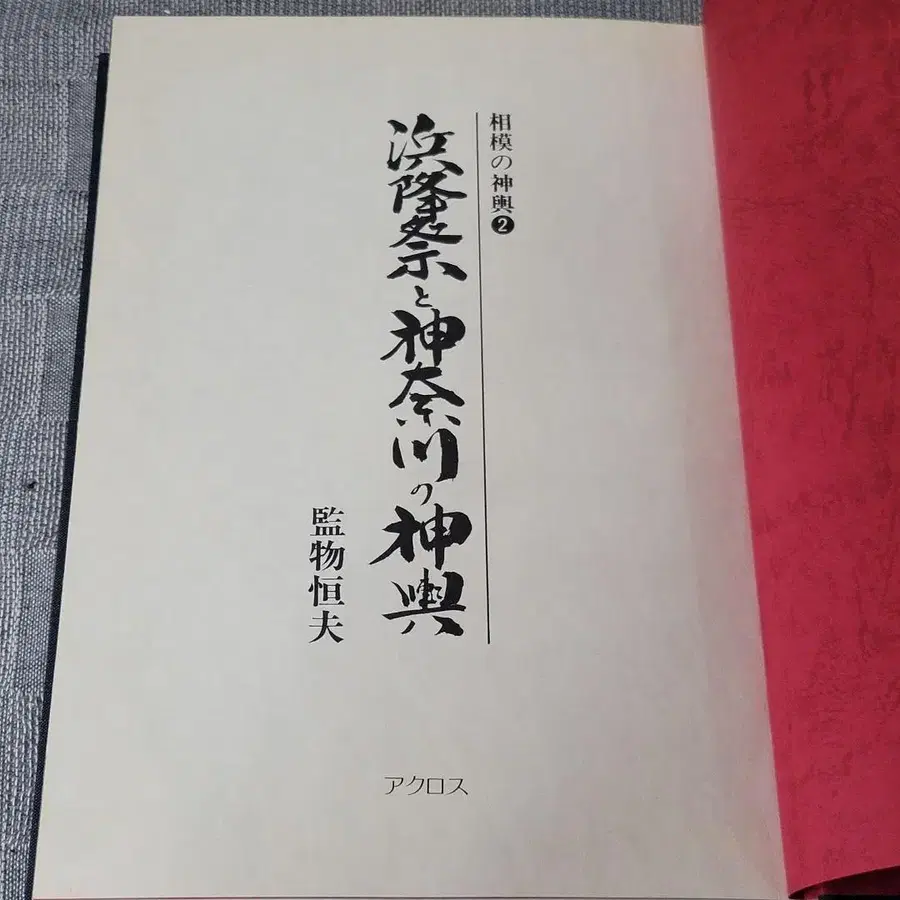 相模の神輿❷
浜降祭と神奈川の神輿
監物恒夫
アクロス